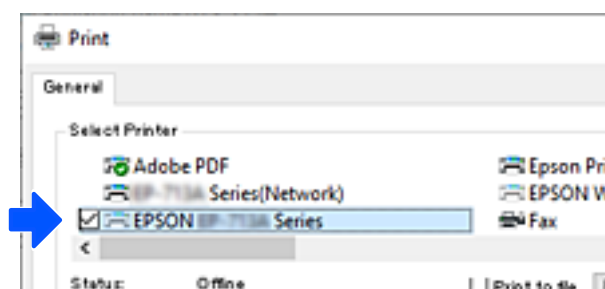 Print
General
Select Printer
Adobe PDF
Epson Pri
Series(Network)
EPSON W
EPSON Series
Fax
Status: Offline
Print to file